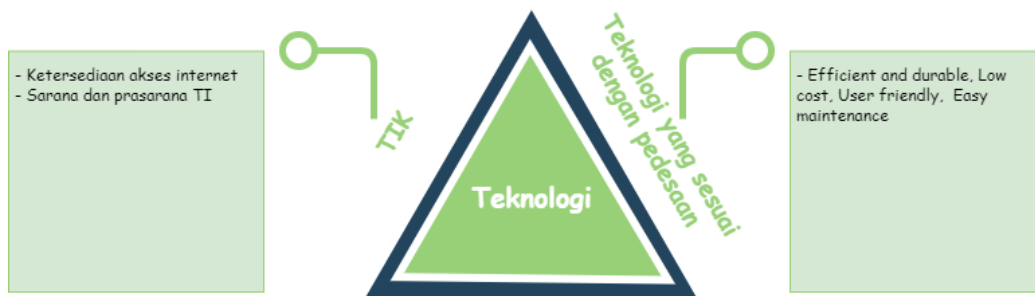 - Ketersediaan akses internet
- Sarana dan prasarana TI
TIK
Teknologi
Teknologi yang sesuai
dengan pedesaan
- Efficient and durable, Low
cost, User friendly,  Easy
maintenance